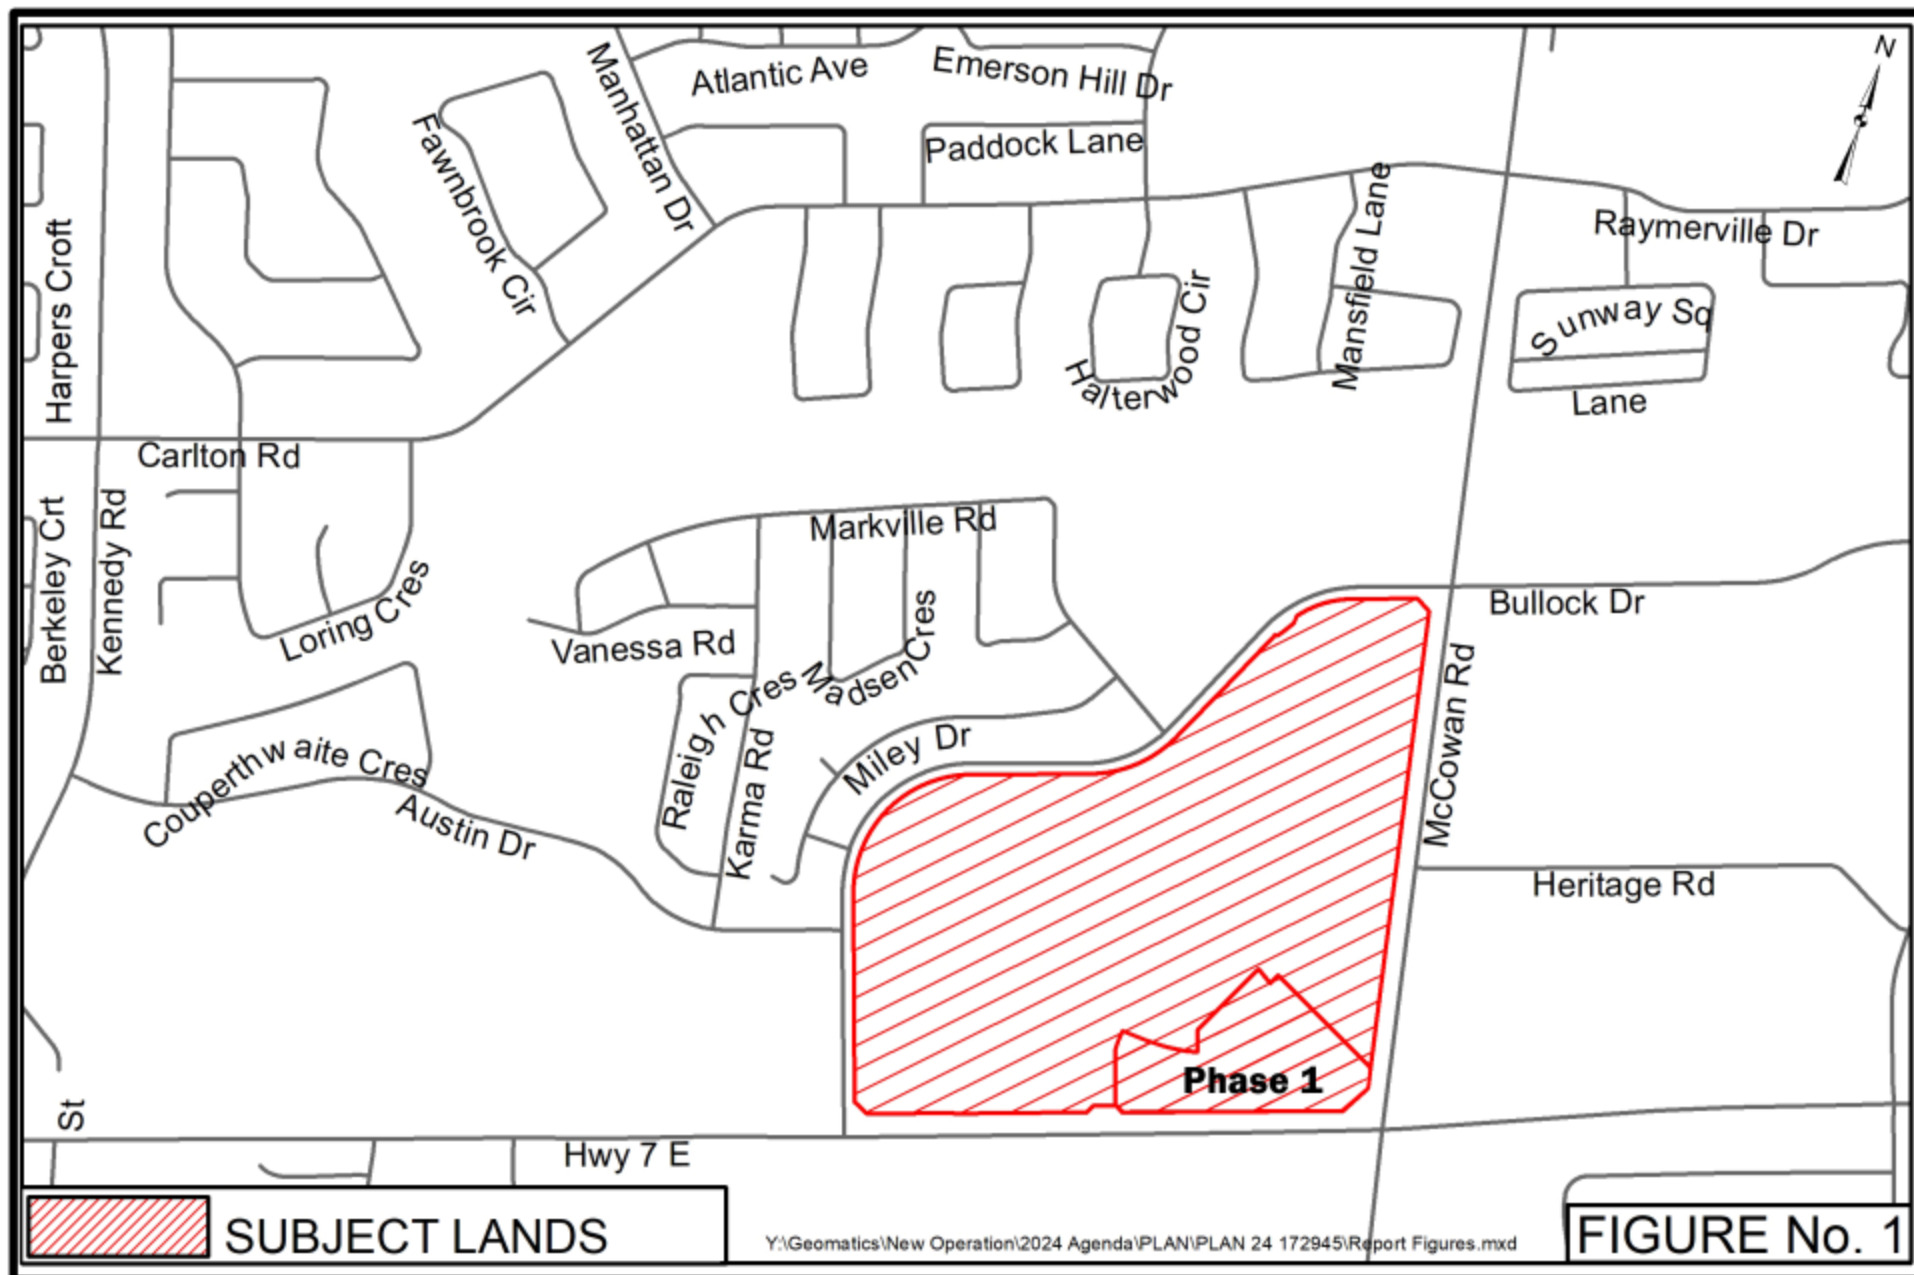 N
Atlantic Ave
Emerson Hill Dr
Manhattan Dr
Paddock Lane
Fawnbrook Cir
Raymerville Dr
Mansfield Lane
Harpers Croft
Halterwood Cir
Sunway Sq
Lane
Carlton Rd
Berkeley Crt
Kennedy Rd
Markville Rd
Loring Cres
Vanessa Rd
Madsen Cres
Bullock Dr
Raleigh Cres
Karma Rd
Miley Dr
McCowan Rd
Couperthwaite Cres
Austin Dr
Heritage Rd
Phase 1
St
Hwy 7 E
SUBJECT LANDS
Y:\Geomatics\New Operation\2024 Agenda\PLAN\PLAN 24 172945\Report Figures.mxd
FIGURE No. 1